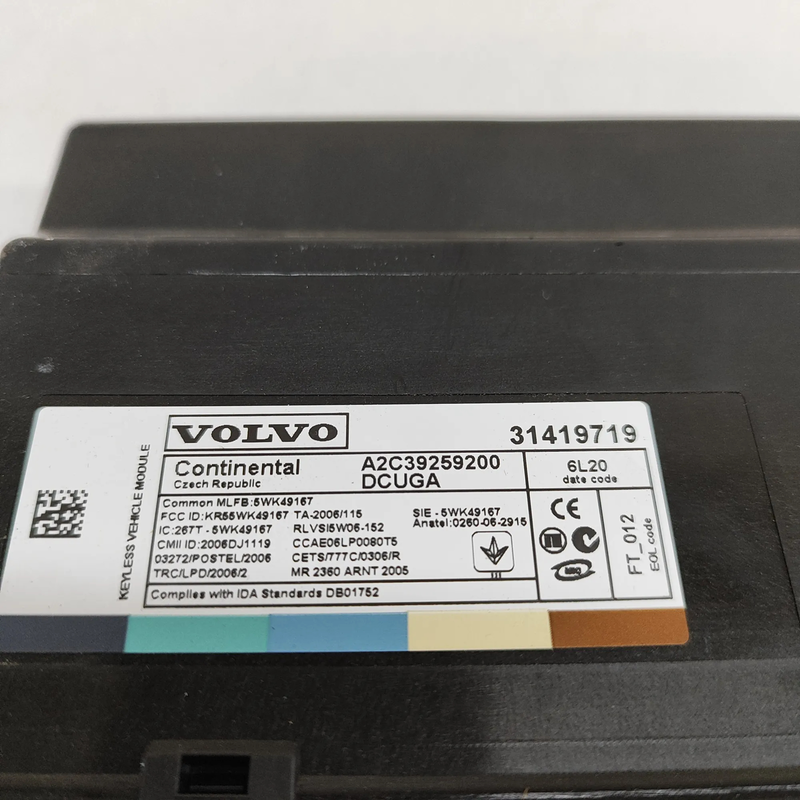 VOLVO
31419719
KEYLESS VEHICLE MODULE
Continental
Czech Republic
A2C39259200
DCUGA
6L20
date code
Common MLFB:5WK49167
FCC ID:KR55WK49167 TA-2006/115
SIE - 5WK49167
IC:267T - 5WK49167 RLVSI5W06-152
Anatel:0260-06-2915
CMII ID:2006DJ1119 CCAE06LP0080T5
03272/POSTEL/2006 CETS/777C/0306/R
TRC/LPD/2006/2 MR 2360 ARNT 2005
Complies with IDA Standards DB01752
CE
FT_012
EOL code